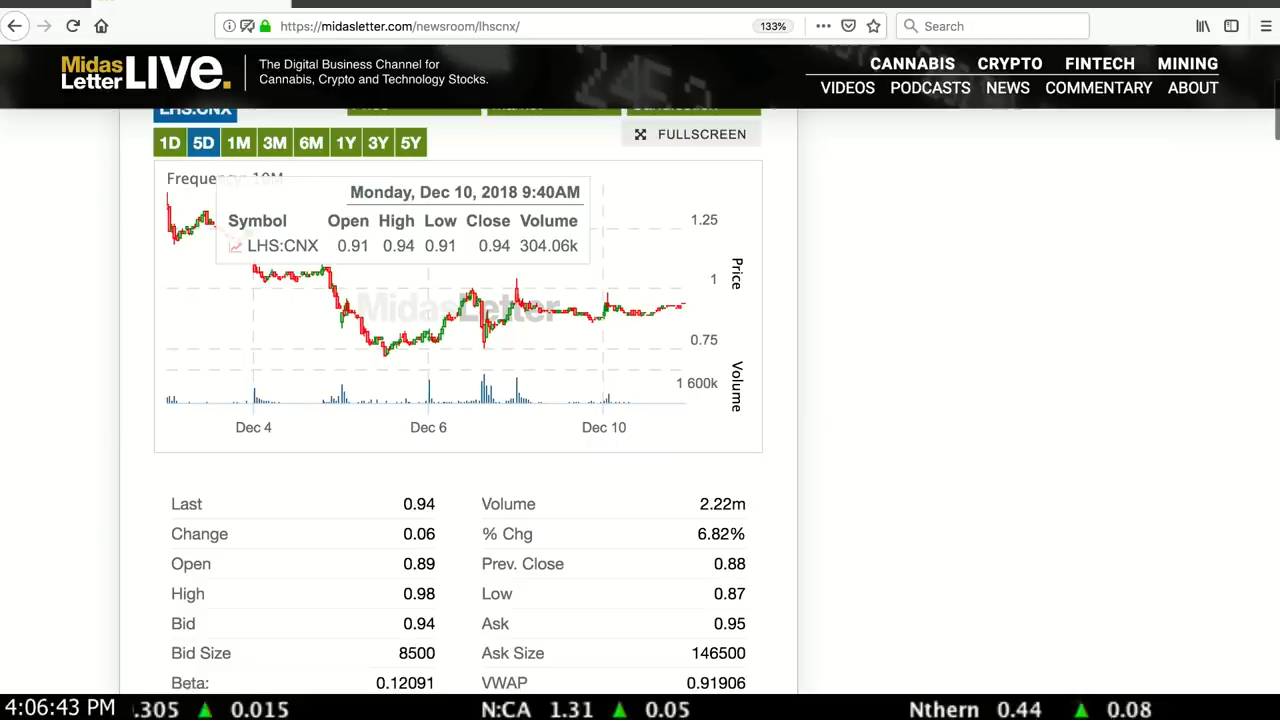 https://midasletter.com/newsroom/lhscnx/
133%
Search
Midas Letter LIVE.
The Digital Business Channel for
Cannabis, Crypto and Technology Stocks.
CANNABIS CRYPTO FINTECH MINING
VIDEOS PODCASTS NEWS COMMENTARY ABOUT
LHS:CNX
1D 5D 1M 3M 6M 1Y 3Y 5Y
FULLSCREEN
Frequency: 10M
Monday, Dec 10, 2018 9:40AM
Symbol Open High Low Close Volume
LHS:CNX 0.91 0.94 0.91 0.94 304.06k
1.25
1
0.75
Price
MidasLetter
1 600k
Volume
Dec 4 Dec 6 Dec 10
Last 0.94 Volume 2.22m
Change 0.06 % Chg 6.82%
Open 0.89 Prev. Close 0.88
High 0.98 Low 0.87
Bid 0.94 Ask 0.95
Bid Size 8500 Ask Size 146500
Beta: 0.12091 VWAP 0.91906
4:06:43 PM .305 0.015 N:CA 1.31 0.05 Nthern 0.44 0.08